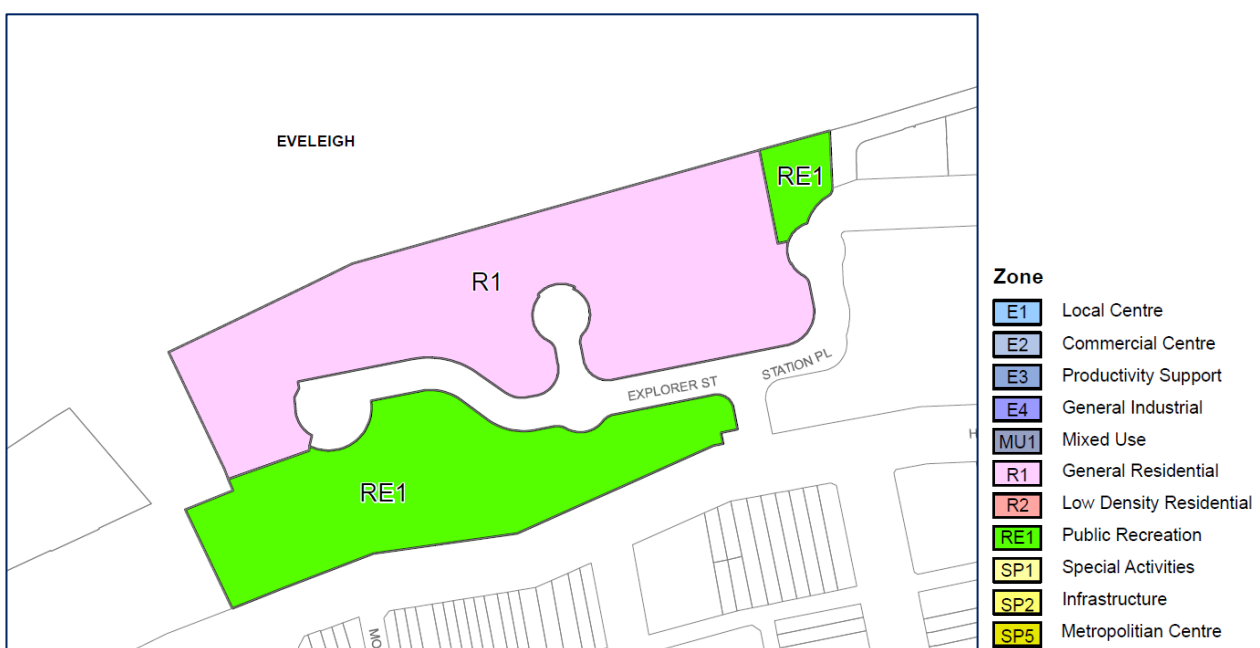 EVELEIGH
RE1
R1
EXPLORER ST
STATION PL
RE1
H
MO
Zone
E1 Local Centre
E2 Commercial Centre
E3 Productivity Support
E4 General Industrial
MU1 Mixed Use
R1 General Residential
R2 Low Density Residential
RE1 Public Recreation
SP1 Special Activities
SP2 Infrastructure
SP5 Metropolitian Centre